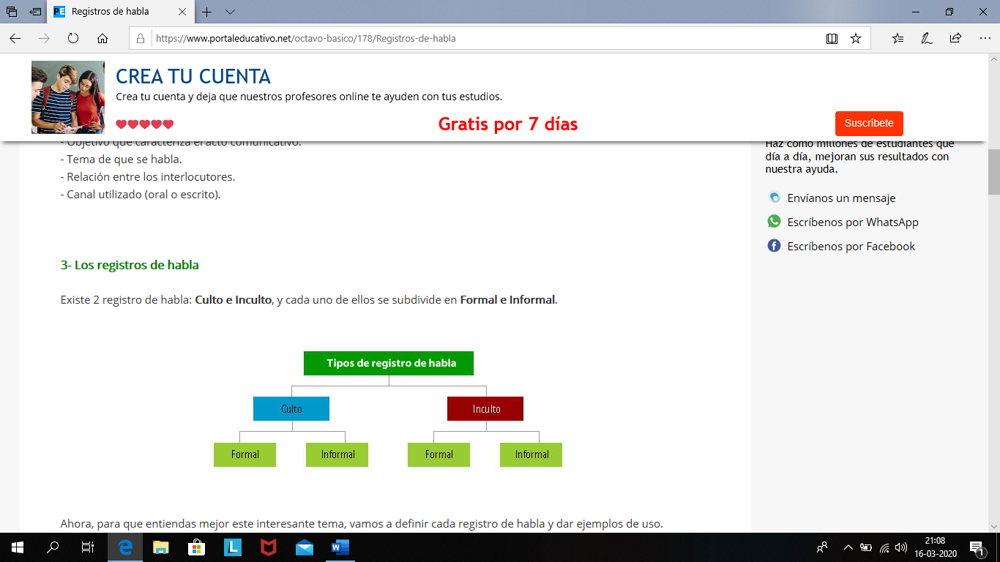 Registros de habla
https://www.portaleducativo.net/octavo-basico/178/Registros-de-habla
CREA TU CUENTA
Crea tu cuenta y deja que nuestros profesores online te ayuden con tus estudios.
Gratis por 7 días
Suscríbete
- Objetivo que caracteriza el acto comunicativo.
- Tema de que se habla.
- Relación entre los interlocutores.
- Canal utilizado (oral o escrito).
Haz como millones de estudiantes que
día a día, mejoran sus resultados con
nuestra ayuda.
Envíanos un mensaje
Escríbenos por WhatsApp
Escríbenos por Facebook
3- Los registros de habla
Existe 2 registro de habla: Culto e Inculto, y cada uno de ellos se subdivide en Formal e Informal.
Tipos de registro de habla
Culto
Inculto
Formal
Informal
Formal
Informal
Ahora, para que entiendas mejor este interesante tema, vamos a definir cada registro de habla y dar ejemplos de uso.
21:08
16-03-2020